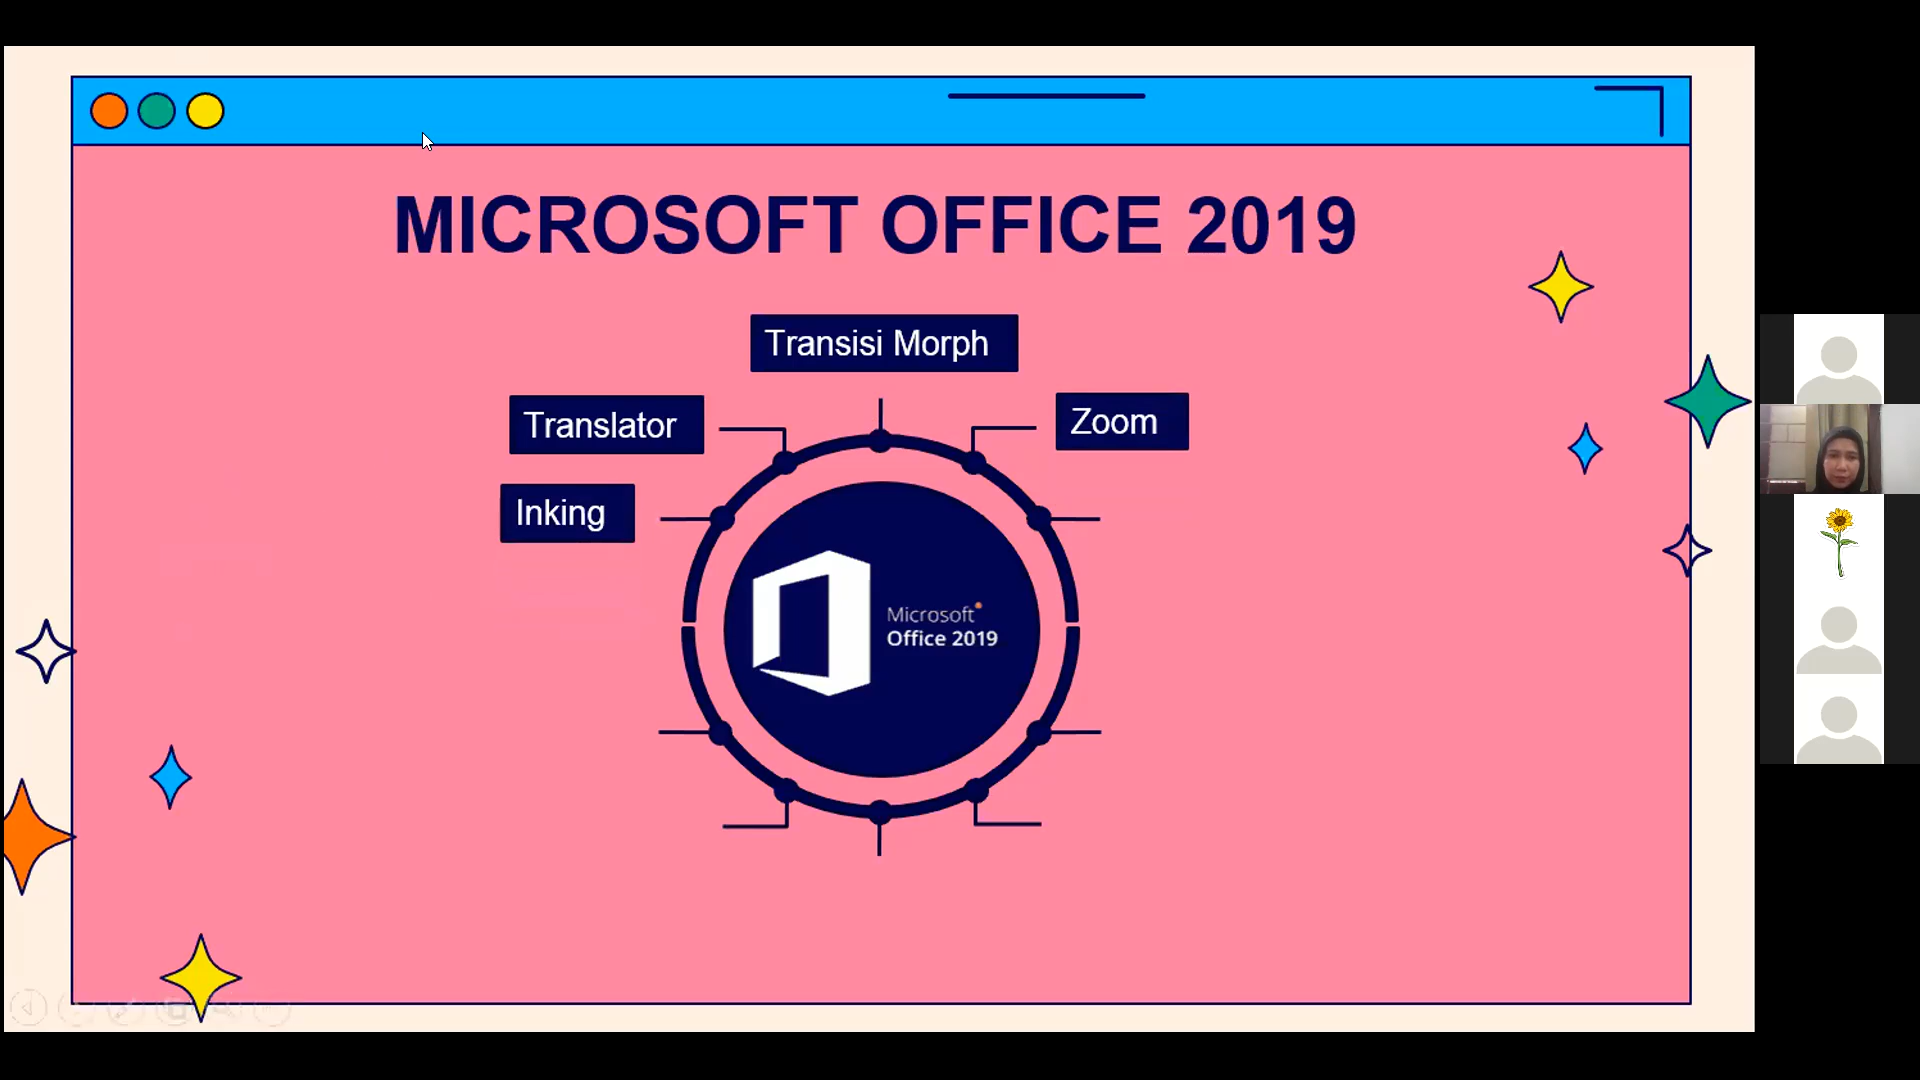 MICROSOFT OFFICE 2019
Transisi Morph
Translator
Zoom
Inking
Microsoft
Office 2019